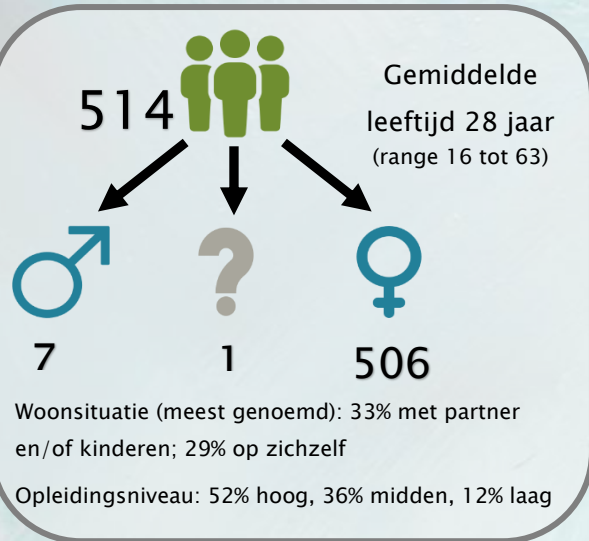 514
Gemiddelde
leeftijd 28 jaar
(range 16 tot 63)
?
7
1
506
Woonsituatie (meest genoemd): 33% met partner
en/of kinderen; 29% op zichzelf
Opleidingsniveau: 52% hoog, 36% midden, 12% laag